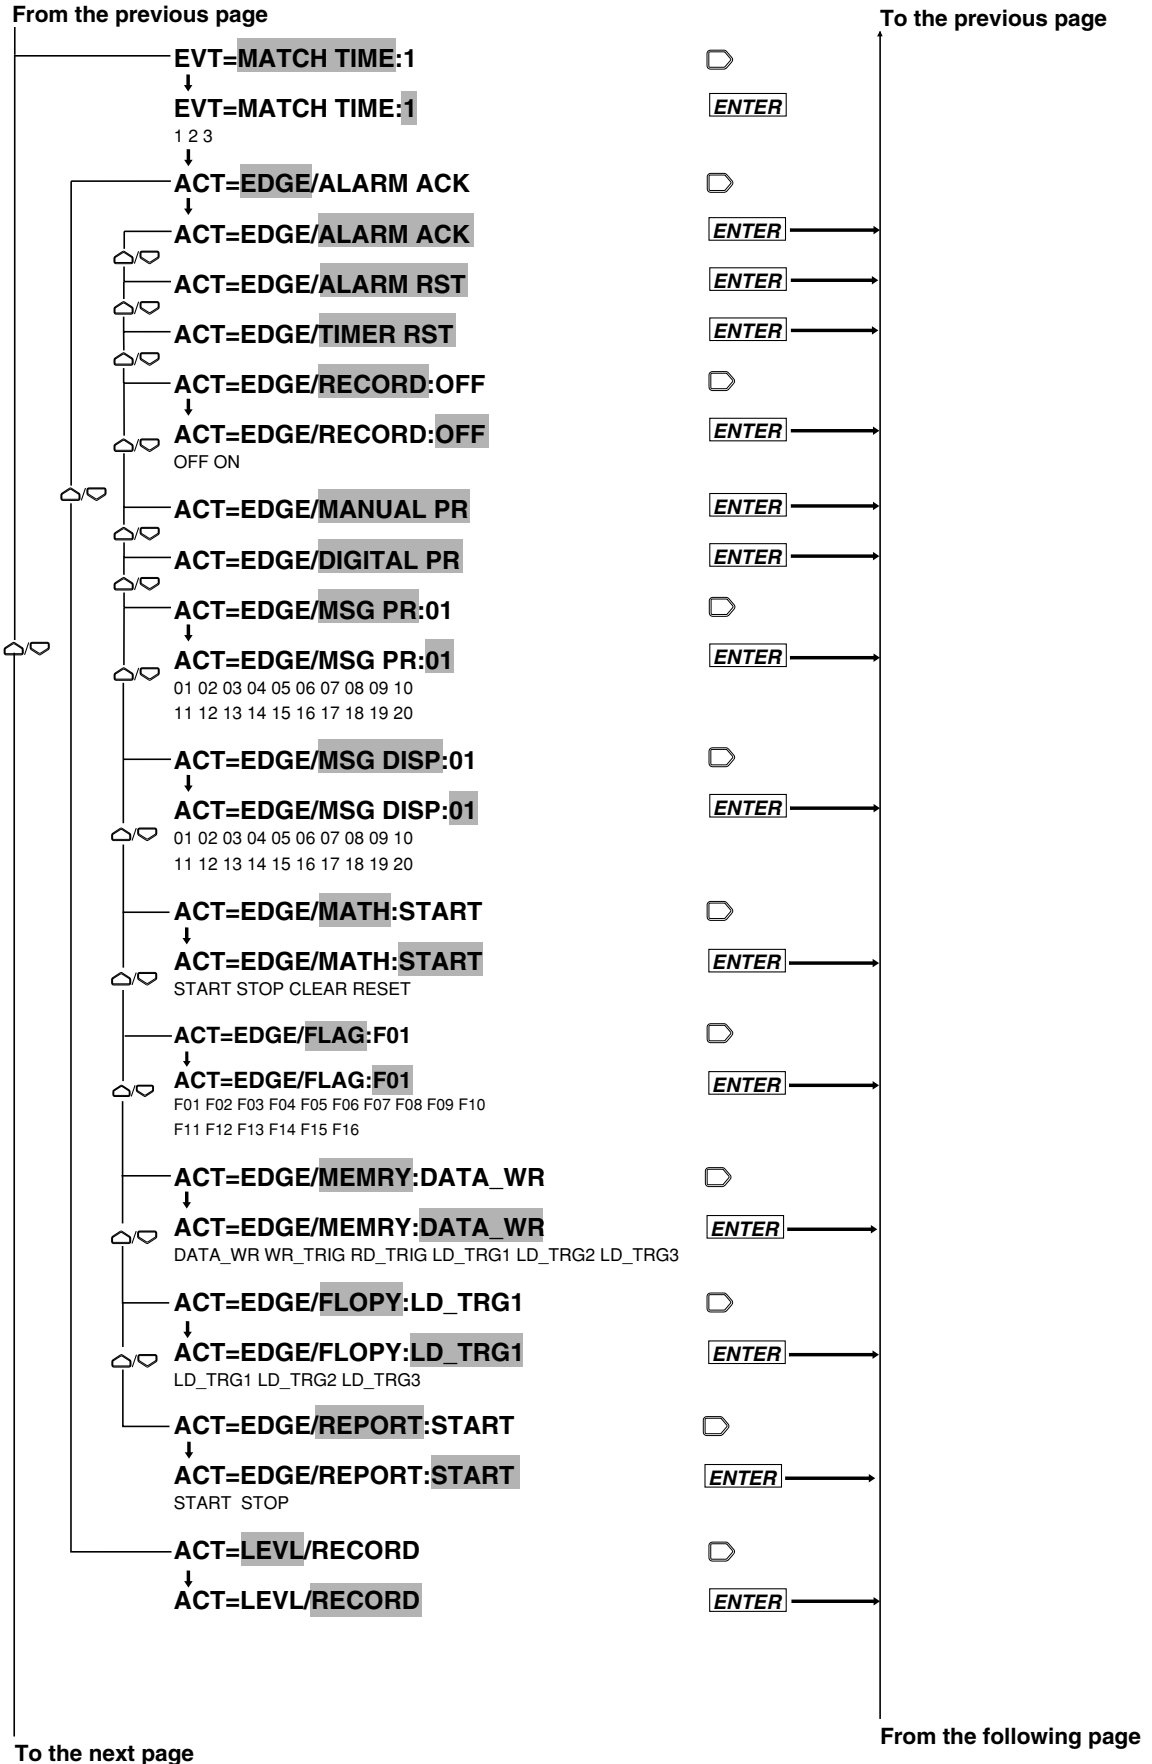 From the previous page
To the previous page
EVT=MATCH TIME:1
EVT=MATCH TIME:1 ENTER
1 2 3
ACT=EDGE/ALARM ACK
ACT=EDGE/ALARM ACK ENTER
ACT=EDGE/ALARM RST ENTER
ACT=EDGE/TIMER RST ENTER
ACT=EDGE/RECORD:OFF
ACT=EDGE/RECORD:OFF ENTER
OFF ON
ACT=EDGE/MANUAL PR ENTER
ACT=EDGE/DIGITAL PR ENTER
ACT=EDGE/MSG PR:01
ACT=EDGE/MSG PR:01 ENTER
01 02 03 04 05 06 07 08 09 10
11 12 13 14 15 16 17 18 19 20
ACT=EDGE/MSG DISP:01
ACT=EDGE/MSG DISP:01 ENTER
01 02 03 04 05 06 07 08 09 10
11 12 13 14 15 16 17 18 19 20
ACT=EDGE/MATH:START
ACT=EDGE/MATH:START ENTER
START STOP CLEAR RESET
ACT=EDGE/FLAG:F01
ACT=EDGE/FLAG:F01 ENTER
F01 F02 F03 F04 F05 F06 F07 F08 F09 F10
F11 F12 F13 F14 F15 F16
ACT=EDGE/MEMRY:DATA_WR
ACT=EDGE/MEMRY:DATA_WR ENTER
DATA_WR WR_TRIG RD_TRIG LD_TRG1 LD_TRG2 LD_TRG3
ACT=EDGE/FLOPY:LD_TRG1
ACT=EDGE/FLOPY:LD_TRG1 ENTER
LD_TRG1 LD_TRG2 LD_TRG3
ACT=EDGE/REPORT:START
ACT=EDGE/REPORT:START ENTER
START STOP
ACT=LEVL/RECORD
ACT=LEVL/RECORD ENTER
From the following page
To the next page